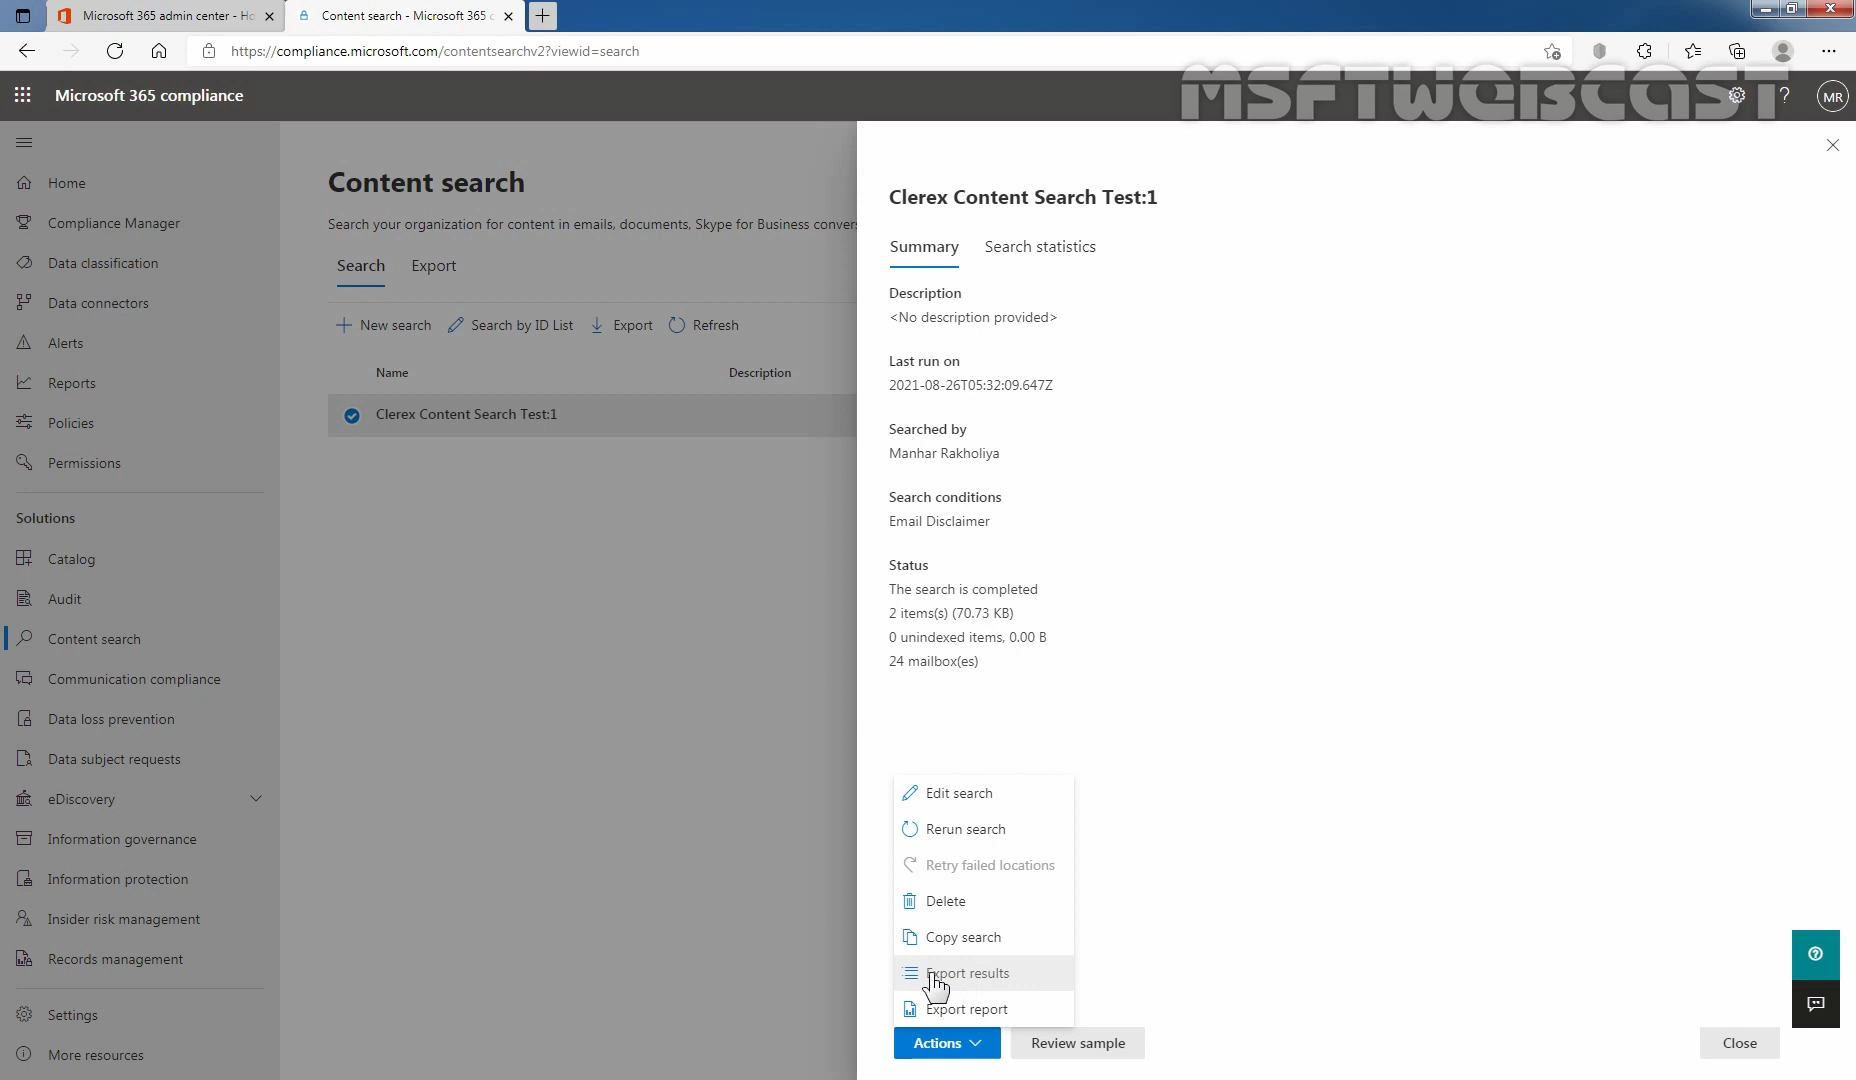 Microsoft 365 admin center - Ho
Content search - Microsoft 365 c
https://compliance.microsoft.com/contentsearchv2?viewid=search
MSFTWEBCAST
Microsoft 365 compliance
MR
Home
Compliance Manager
Data classification
Data connectors
Alerts
Reports
Policies
Permissions
Solutions
Catalog
Audit
Content search
Communication compliance
Data loss prevention
Data subject requests
eDiscovery
Information governance
Information protection
Insider risk management
Records management
Settings
More resources
Content search
Search your organization for content in emails, documents, Skype for Business conver
Search Export
New search Search by ID List Export Refresh
Name Description
Clerex Content Search Test:1
Clerex Content Search Test:1
Summary Search statistics
Description
<No description provided>
Last run on
2021-08-26T05:32:09.647Z
Searched by
Manhar Rakholiya
Search conditions
Email Disclaimer
Status
The search is completed
2 items(s) (70.73 KB)
0 unindexed items, 0.00 B
24 mailbox(es)
Edit search
Rerun search
Retry failed locations
Delete
Copy search
Export results
Export report
Actions Review sample Close